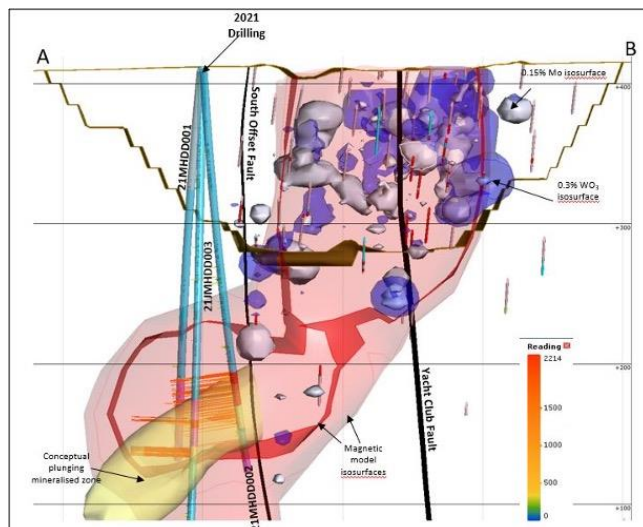 A
2021
Drilling
B
0.15% Mo isosurface
+400
South Offset Fault
21MHDD001
0.3% WO₃
isosurface
+300
21MHDD003
Reading
2214
+200
2000
1500
1000
500
0
Yacht Club Fault
Conceptual
plunging
mineralised zone
Magnetic
model
isosurfaces
+100